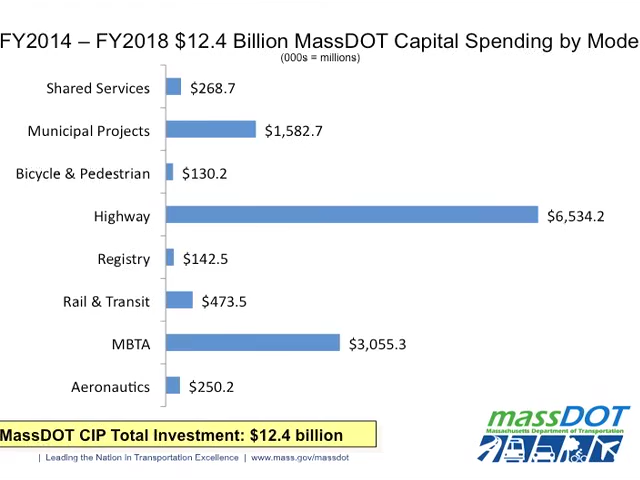 FY2014 – FY2018 $12.4 Billion MassDOT Capital Spending by Mode
(000s = millions)
Shared Services $268.7
Municipal Projects $1,582.7
Bicycle & Pedestrian $130.2
Highway $6,534.2
Registry $142.5
Rail & Transit $473.5
MBTA $3,055.3
Aeronautics $250.2
MassDOT CIP Total Investment: $12.4 billion
| Leading the Nation in Transportation Excellence | www.mass.gov/massdot
massDOT
Massachusetts Department of Transportation